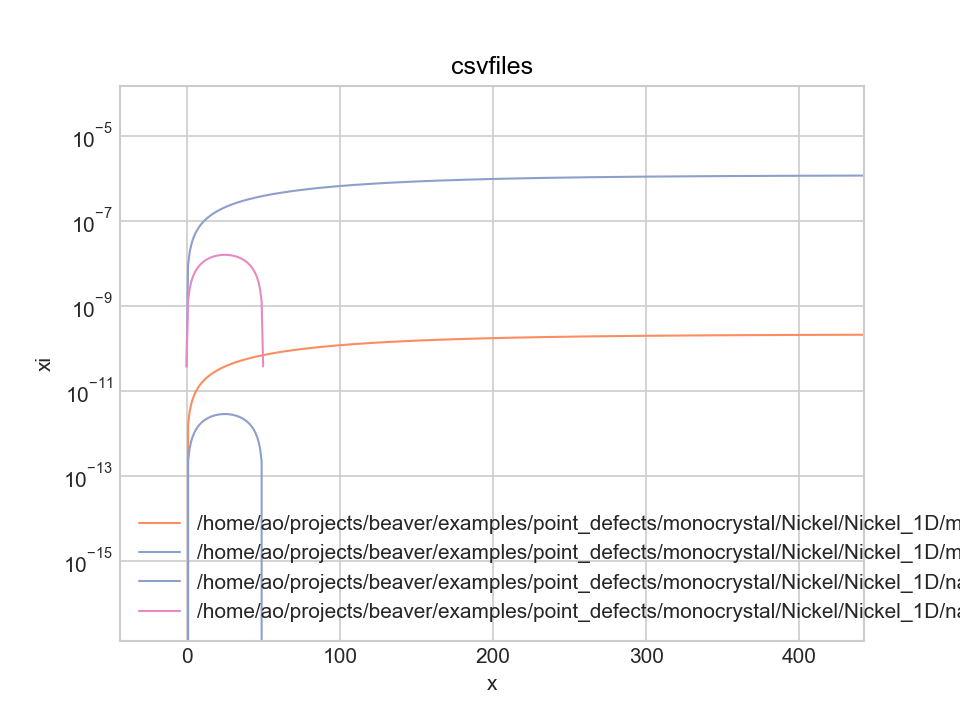 csvfiles
10⁻⁵
10⁻⁷
10⁻⁹
10⁻¹¹
10⁻¹³
10⁻¹⁵
xi
/home/ao/projects/beaver/examples/point_defects/monocrystal/Nickel/Nickel_1D/m
/home/ao/projects/beaver/examples/point_defects/monocrystal/Nickel/Nickel_1D/m
/home/ao/projects/beaver/examples/point_defects/monocrystal/Nickel/Nickel_1D/na
/home/ao/projects/beaver/examples/point_defects/monocrystal/Nickel/Nickel_1D/na
0 100 200 300 400
x